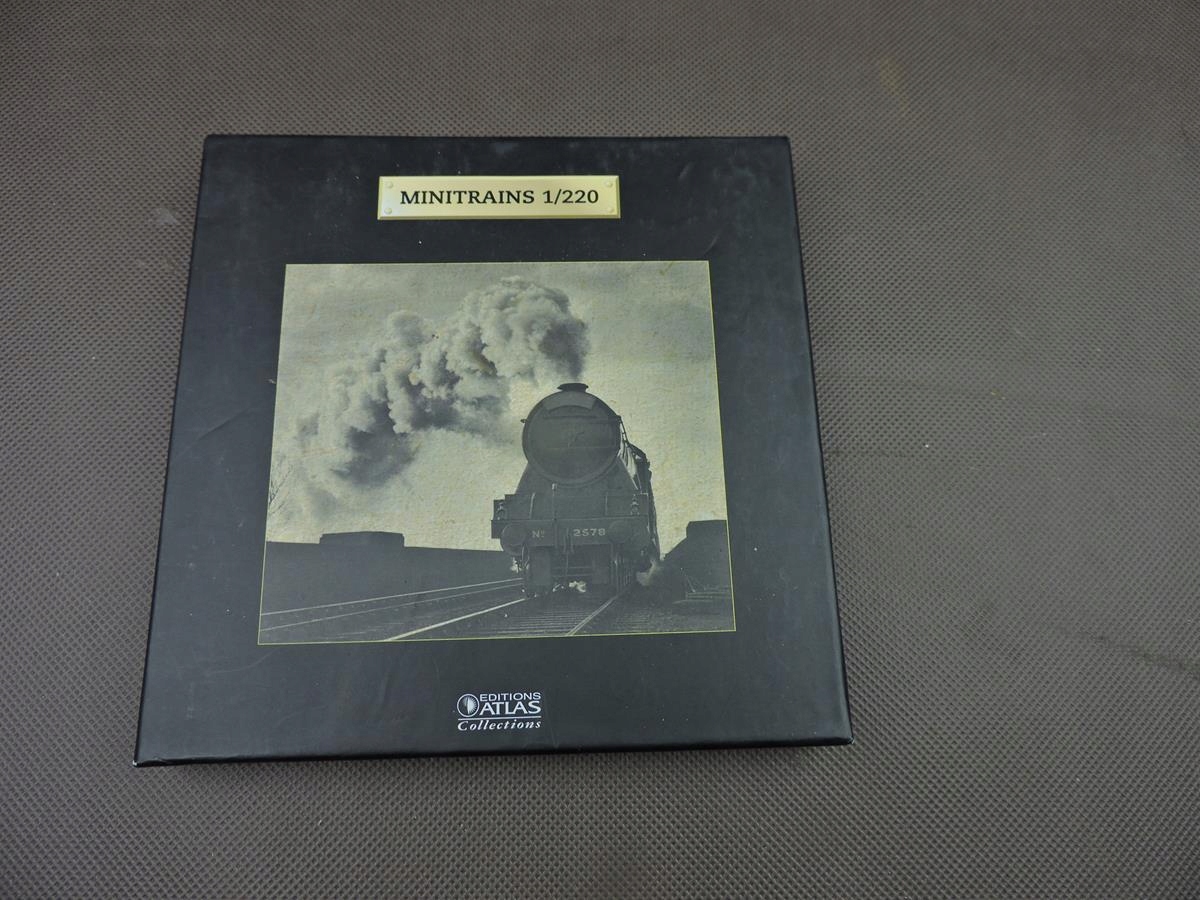 MINITRAINS 1/220
Nº 2578
EDITIONS
ATLAS
Collections